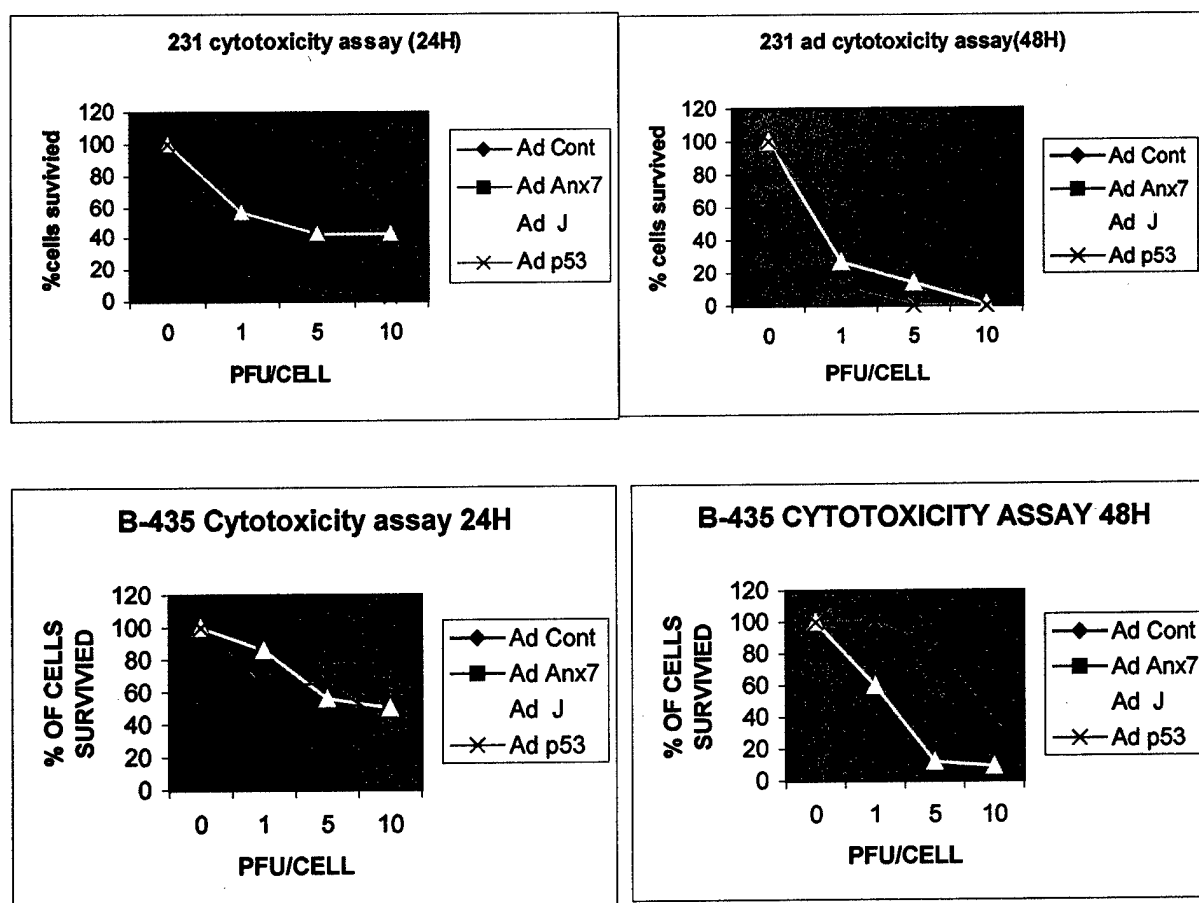 231 cytotoxicity assay (24H)
%cells suvivied
120
100
80
60
40
20
0
0 1 5 10
PFU/CELL
Ad Cont
Ad Anx7
Ad J
Ad p53
231 ad cytotoxicity assay(48H)
% cells survived
120
100
80
60
40
20
0
0 1 5 10
PFU/CELL
Ad Cont
Ad Anx7
Ad J
Ad p53
B-435 Cytotoxicity assay 24H
% OF CELLS
SURVIVIED
120
100
80
60
40
20
0
0 1 5 10
PFU/CELL
Ad Cont
Ad Anx7
Ad J
Ad p53
B-435 CYTOTOXICITY ASSAY 48H
% OF CELLS
SURVIVED
120
100
80
60
40
20
0
0 1 5 10
PFU/CELL
Ad Cont
Ad Anx7
Ad J
Ad p53